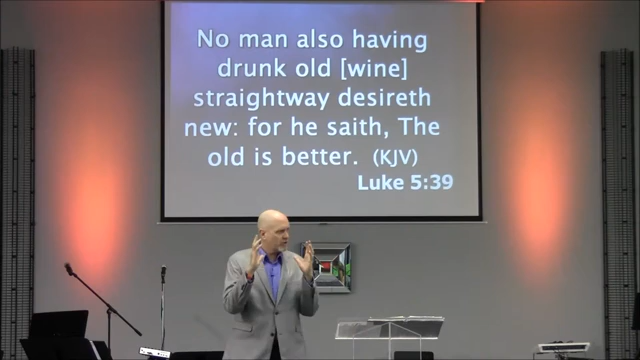 No man also having
drunk old [wine]
straightway desireth
new: for he saith, The
old is better. (KJV)
Luke 5:39